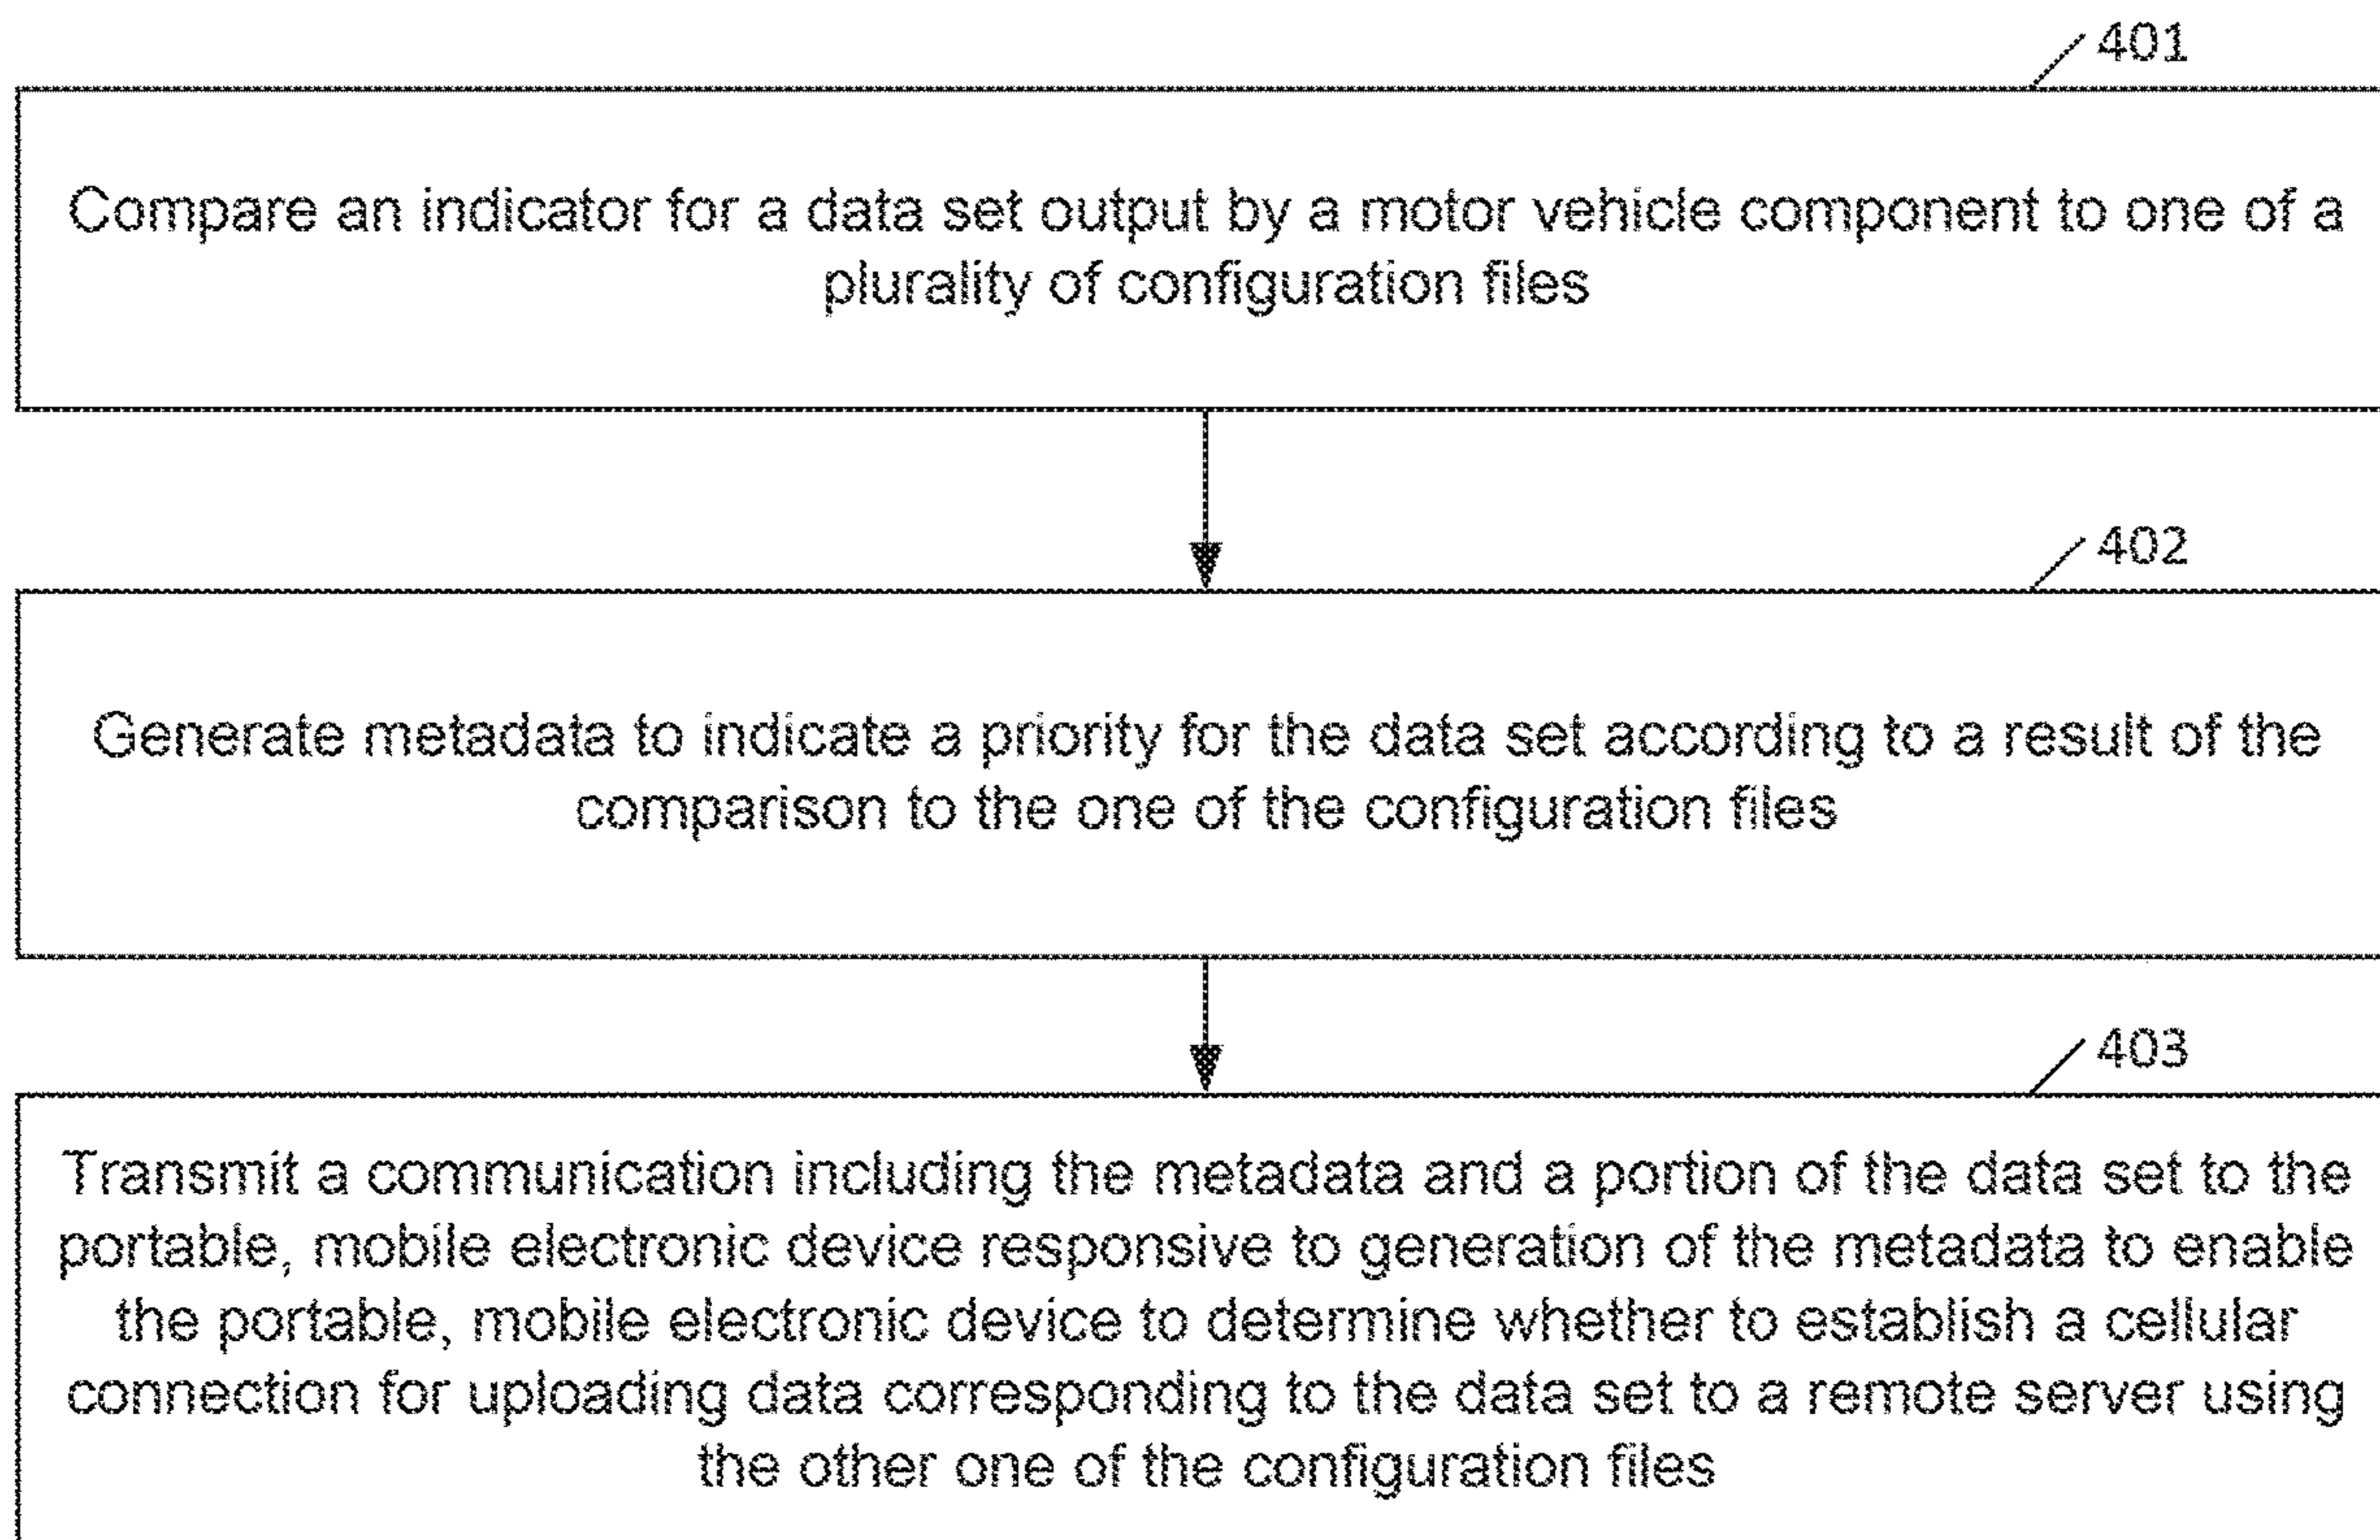 401
Compare an indicator for a data set output by a motor vehicle component to one of a
plurality of configuration files
402
Generate metadata to indicate a priority for the data set according to a result of the
comparison to the one of the configuration files
403
Transmit a communication including the metadata and a portion of the data set to the
portable, mobile electronic device responsive to generation of the metadata to enable
the portable, mobile electronic device to determine whether to establish a cellular
connection for uploading data corresponding to the data set to a remote server using
the other one of the configuration files